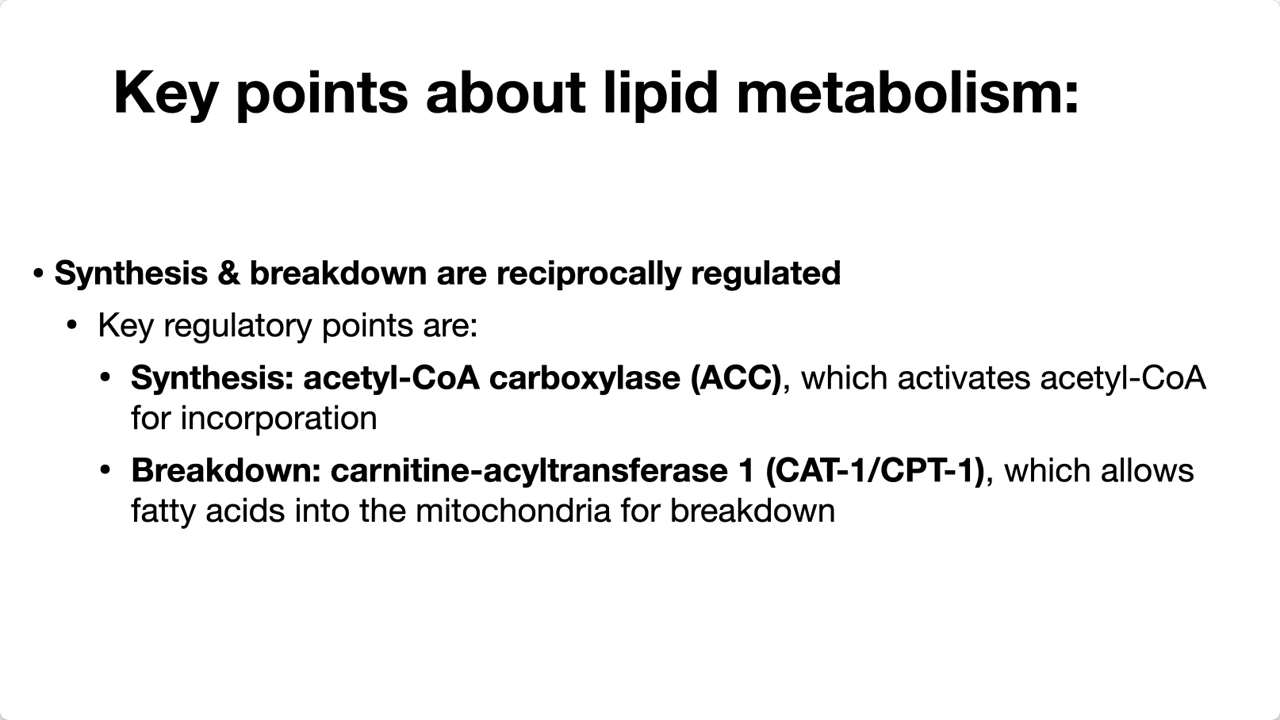 Key points about lipid metabolism:
• Synthesis & breakdown are reciprocally regulated
• Key regulatory points are:
• Synthesis: acetyl-CoA carboxylase (ACC), which activates acetyl-CoA
for incorporation
• Breakdown: carnitine-acyltransferase 1 (CAT-1/CPT-1), which allows
fatty acids into the mitochondria for breakdown